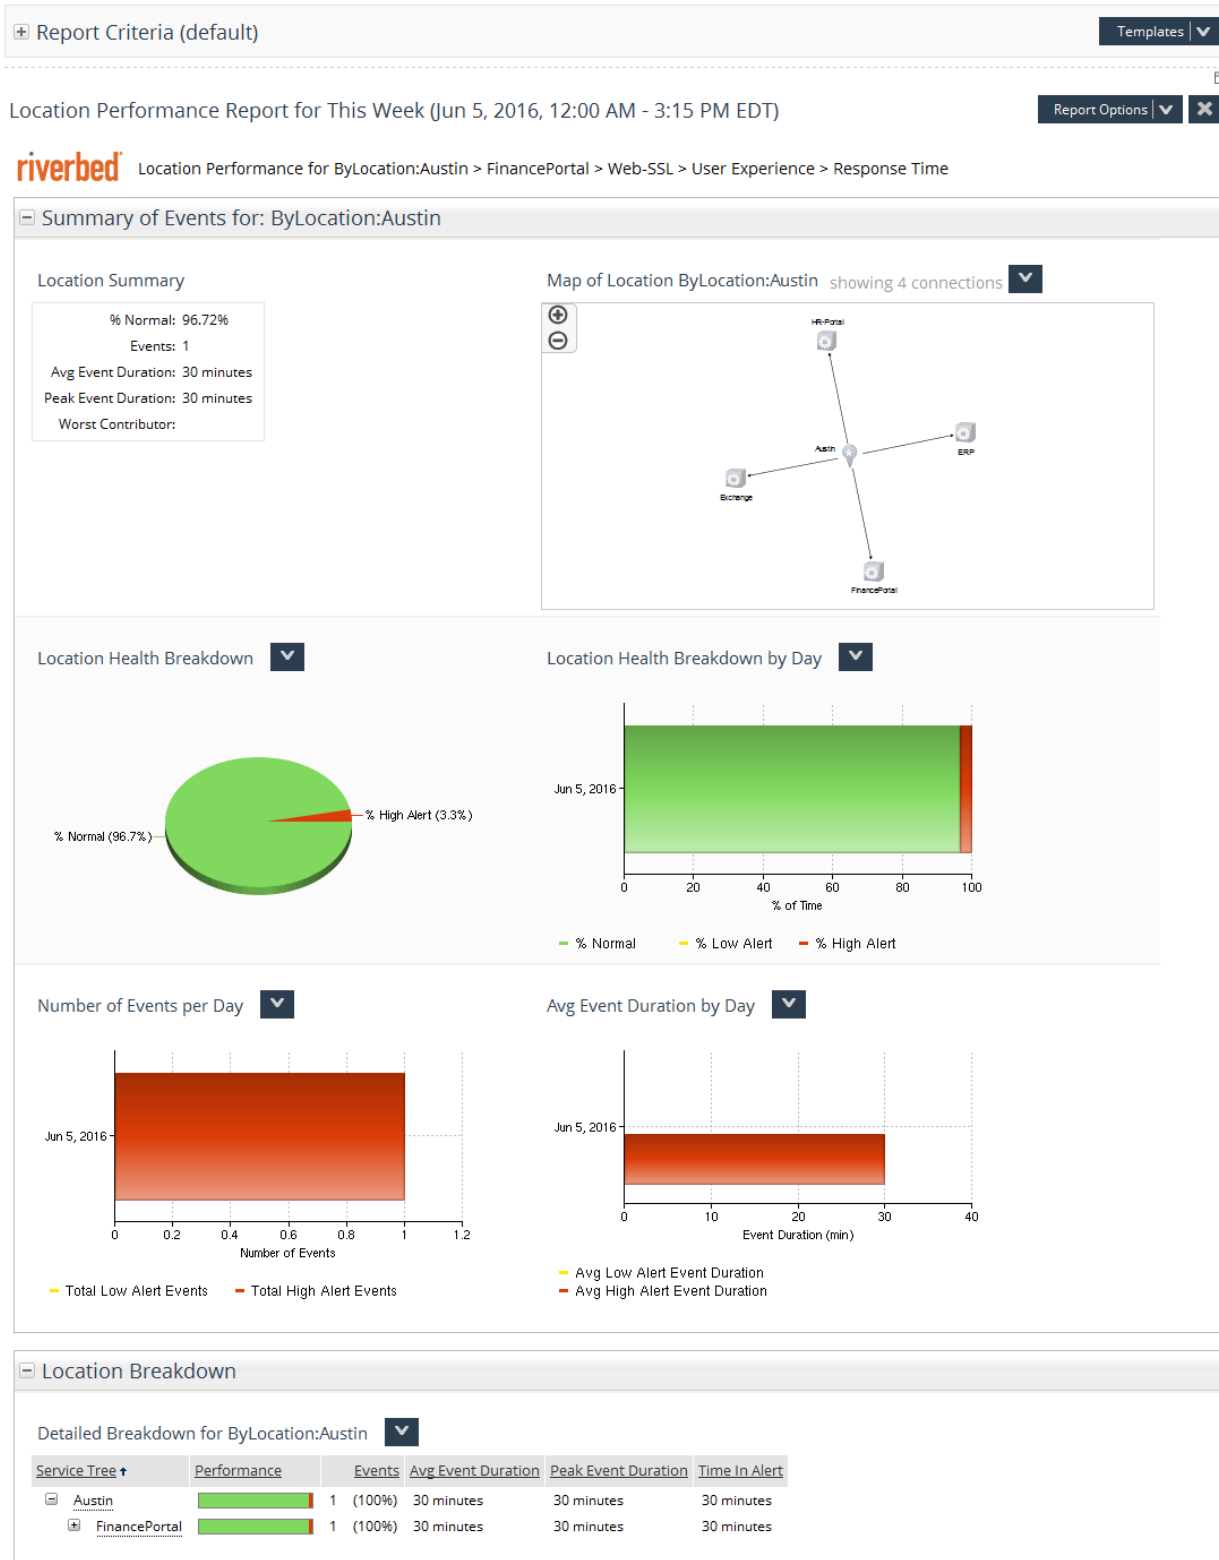 Report Criteria (default)
Templates
Location Performance Report for This Week (Jun 5, 2016, 12:00 AM - 3:15 PM EDT)
Report Options
riverbed
Location Performance for ByLocation:Austin > FinancePortal > Web-SSL > User Experience > Response Time
Summary of Events for: ByLocation:Austin
Location Summary
% Normal: 96.72%
Events: 1
Avg Event Duration: 30 minutes
Peak Event Duration: 30 minutes
Worst Contributor:
Map of Location ByLocation:Austin showing 4 connections
HR-Portal
Austin
ERP
Exchange
FinancePortal
Location Health Breakdown
% High Alert (3.3%)
% Normal (96.7%)
Location Health Breakdown by Day
Jun 5, 2016
0 20 40 60 80 100
% of Time
% Normal % Low Alert % High Alert
Number of Events per Day
Jun 5, 2016
0 0.2 0.4 0.6 0.8 1 1.2
Number of Events
Total Low Alert Events Total High Alert Events
Avg Event Duration by Day
Jun 5, 2016
0 10 20 30 40
Event Duration (min)
Avg Low Alert Event Duration
Avg High Alert Event Duration
Location Breakdown
Detailed Breakdown for ByLocation:Austin
Service Tree Performance Events Avg Event Duration Peak Event Duration Time In Alert
Austin 1 (100%) 30 minutes 30 minutes 30 minutes
FinancePortal 1 (100%) 30 minutes 30 minutes 30 minutes